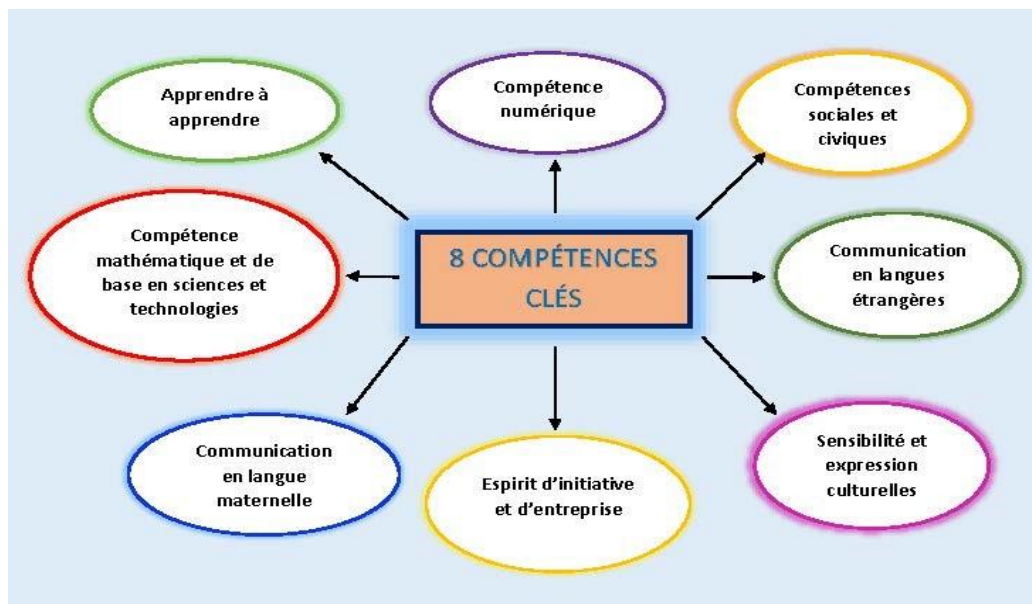 Apprendre à
apprendre
Compétence
numérique
Compétences
sociales et
civiques
Compétence
mathématique et de
base en sciences et
technologies
8 COMPÉTENCES
CLÉS
Communication
en langues
étrangères
Communication
en langue
maternelle
Espirit d'initiative
et d'entreprise
Sensibilité et
expression
culturelles